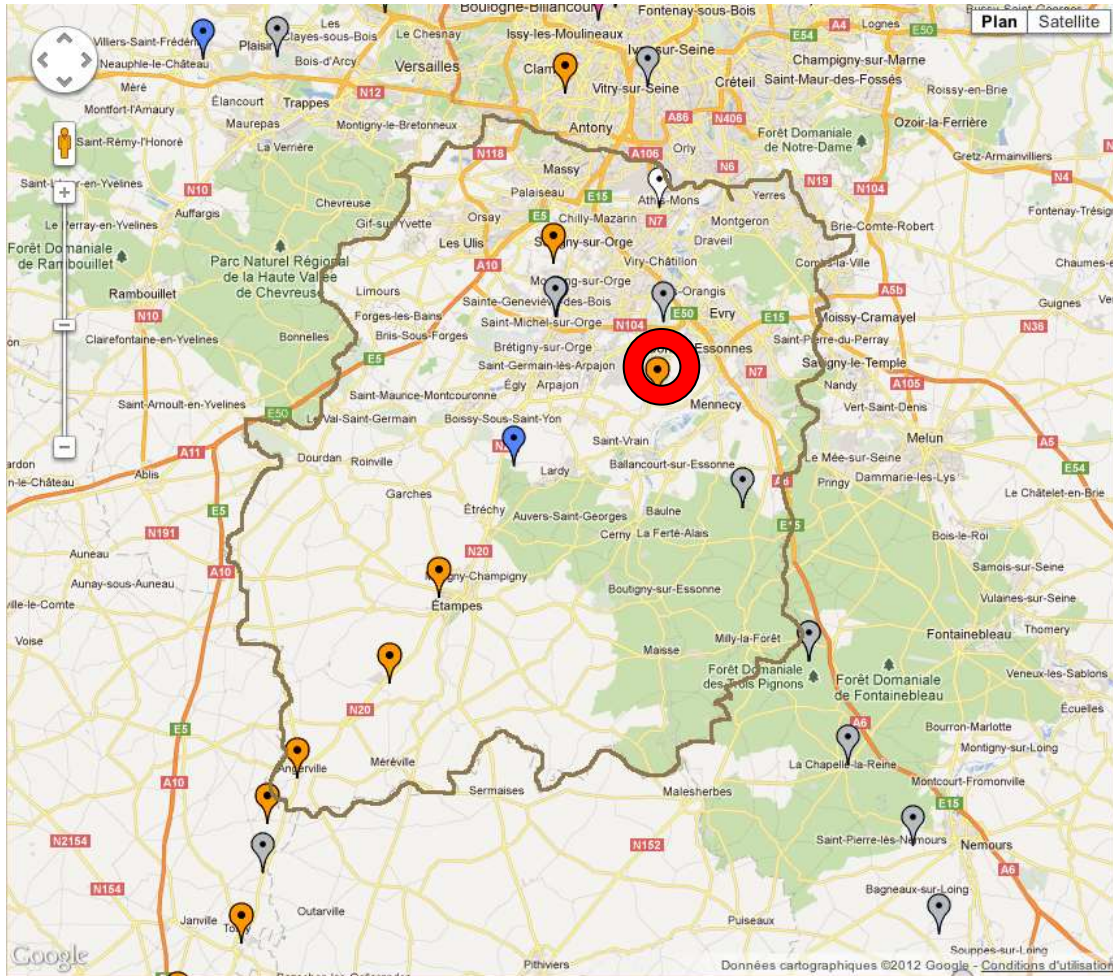 Boulogne-Billancourt
Fontenay-sous-Bois
Plan
Satellite
Les
Clayes-sous-Bois
Le Chesnay
Issy-les-Moulineaux
Ivry-sur-Seine
E54
Lognes
E50
Villiers-Saint-Frédéric
Plaisir
Neauphle-le-Château
Bois-d'Arcy
Versailles
Clamart
Champigny-sur-Marne
Créteil
Saint-Maur-des-Fossés
Méré
Élancourt
Trappes
N12
Vitry-sur-Seine
Roissy-en-Brie
Montfort-l'Amaury
Maurepas
Montigny-le-Bretonneux
Antony
A86
N406
Ozoir-la-Ferrière
Saint-Rémy-l'Honoré
La Verrière
N118
A106
Orly
Forêt Domaniale
de Notre-Dame
Massy
N6
Gretz-Armainvilliers
N10
Palaiseau
E15
N19
N104
N4
Chevreuse
Athis-Mons
Yerres
Auffargis
Gif-sur-Yvette
Orsay
E5
Chilly-Mazarin
N7
Montgeron
Fontenay-Trésig
Le Perray-en-Yvelines
Les Ulis
Savigny-sur-Orge
Draveil
Brie-Comte-Robert
Forêt Domaniale
de Rambouillet
Parc Naturel Régional
de la Haute Vallée
de Chevreuse
A10
Viry-Châtillon
Combs-la-Ville
Chaumes-e
Rambouillet
Limours
Sainte-Geneviève-des-Bois
A5b
Guignes
N10
Forges-les-Bains
Saint-Michel-sur-Orge
N104
E50
Evry
E15
Moissy-Cramayel
N36
Clairefontaine-en-Yvelines
Bonnelles
Briis-Sous-Forges
Brétigny-sur-Orge
Saint-Pierre-du-Perray
E5
Saint-Germain-lès-Arpajon
Savigny-le-Temple
N7
Égly
Arpajon
Nandy
A105
Saint-Arnoult-en-Yvelines
Saint-Maurice-Montcouronne
Mennecy
Vert-Saint-Denis
E50
Le Val-Saint-Germain
Boissy-Sous-Saint-Yon
Saint-Vrain
Melun
A5
A11
Dourdan
Roinville
Lardy
Ballancourt-sur-Essonne
Le Mée-sur-Seine
E54
Ablis
A6
Pringy
Dammarie-les-Lys
Garches
Le Châtelet-en-Brie
E5
Étréchy
Auvers-Saint-Georges
Baulne
N191
Cerny
La Ferté-Alais
E15
Bois-le-Roi
Auneau
N20
A10
Samois-sur-Seine
Aunay-sous-Auneau
Boutigny-sur-Essonne
Vulaines-sur-Seine
Étampes
Voise
Milly-la-Forêt
Fontainebleau
Thomery
Maisse
Forêt Domaniale
des Trois Pignons
Forêt Domaniale
de Fontainebleau
Veneux-les-Sablons
Écuelles
N20
E5
A6
Bourron-Marlotte
Angerville
Méréville
La Chapelle-la-Reine
Montigny-sur-Loing
A10
Sermaises
Malesherbes
Montcourt-Fromonville
E15
N2154
N152
Saint-Pierre-lès-Nemours
Nemours
A6
N154
Bagneaux-sur-Loing
Janville
Outarville
Toury
Puiseaux
Souppes-sur-Loing
Google
Pithiviers
Données cartographiques ©2012 Google - Conditions d'utilisation